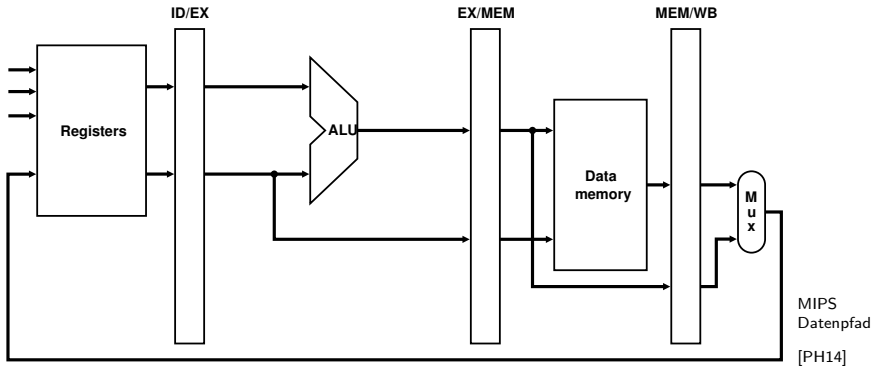 ID/EX
EX/MEM
MEM/WB
Registers
ALU
Data
memory
M
u
x
MIPS
Datenpfad
[PH14]